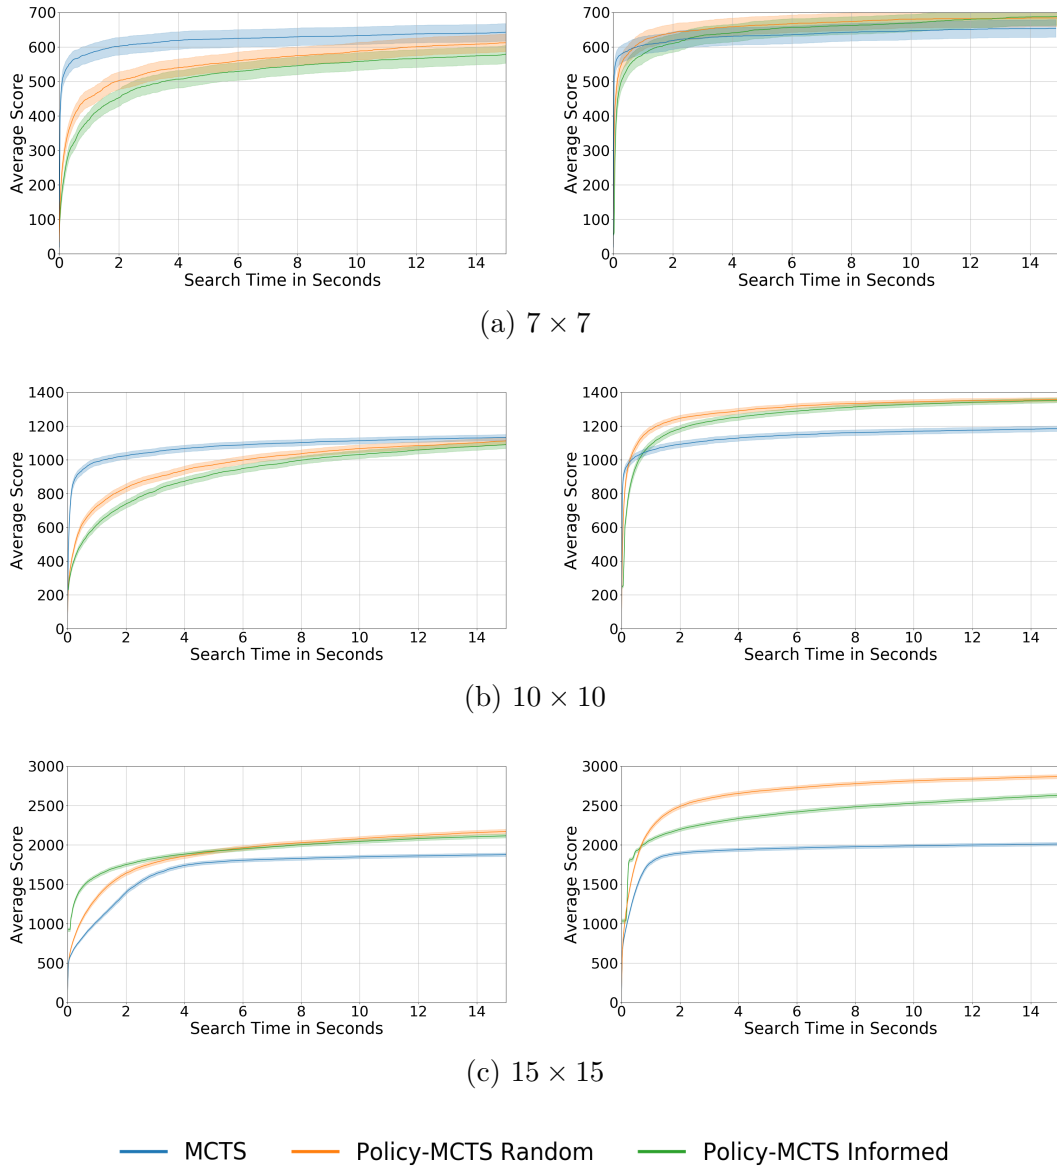 700
600
500
400
300
200
100
0
Average Score
0 2 4 6 8 10 12 14
Search Time in Seconds
700
600
500
400
300
200
100
0
Average Score
0 2 4 6 8 10 12 14
Search Time in Seconds
(a) 7 × 7
1400
1200
1000
800
600
400
200
0
Average Score
0 2 4 6 8 10 12 14
Search Time in Seconds
1400
1200
1000
800
600
400
200
0
Average Score
0 2 4 6 8 10 12 14
Search Time in Seconds
(b) 10 × 10
3000
2500
2000
1500
1000
500
0
Average Score
0 2 4 6 8 10 12 14
Search Time in Seconds
3000
2500
2000
1500
1000
500
0
Average Score
0 2 4 6 8 10 12 14
Search Time in Seconds
(c) 15 × 15
MCTS Policy-MCTS Random Policy-MCTS Informed